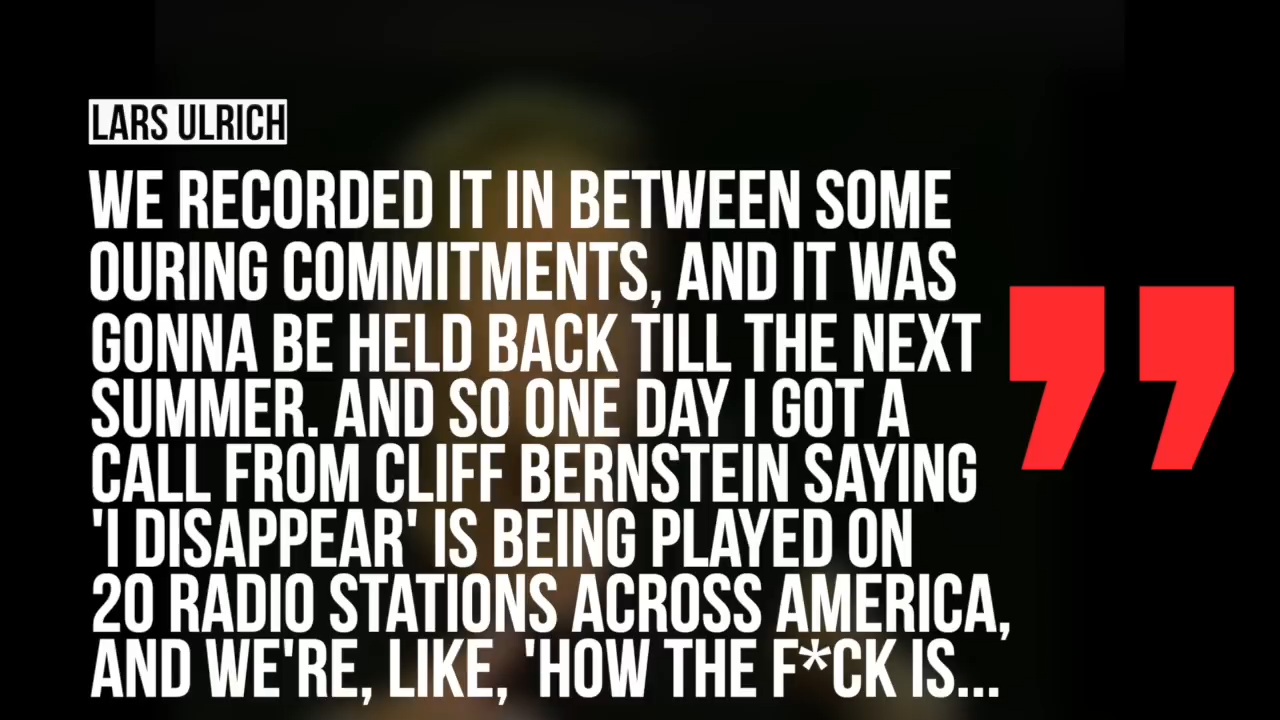 LARS ULRICH
WE RECORDED IT IN BETWEEN SOME
OURING COMMITMENTS, AND IT WAS
GONNA BE HELD BACK TILL THE NEXT
SUMMER. AND SO ONE DAY I GOT A
CALL FROM CLIFF BERNSTEIN SAYING
'I DISAPPEAR' IS BEING PLAYED ON
20 RADIO STATIONS ACROSS AMERICA,
AND WE'RE, LIKE, 'HOW THE F*CK IS...
”